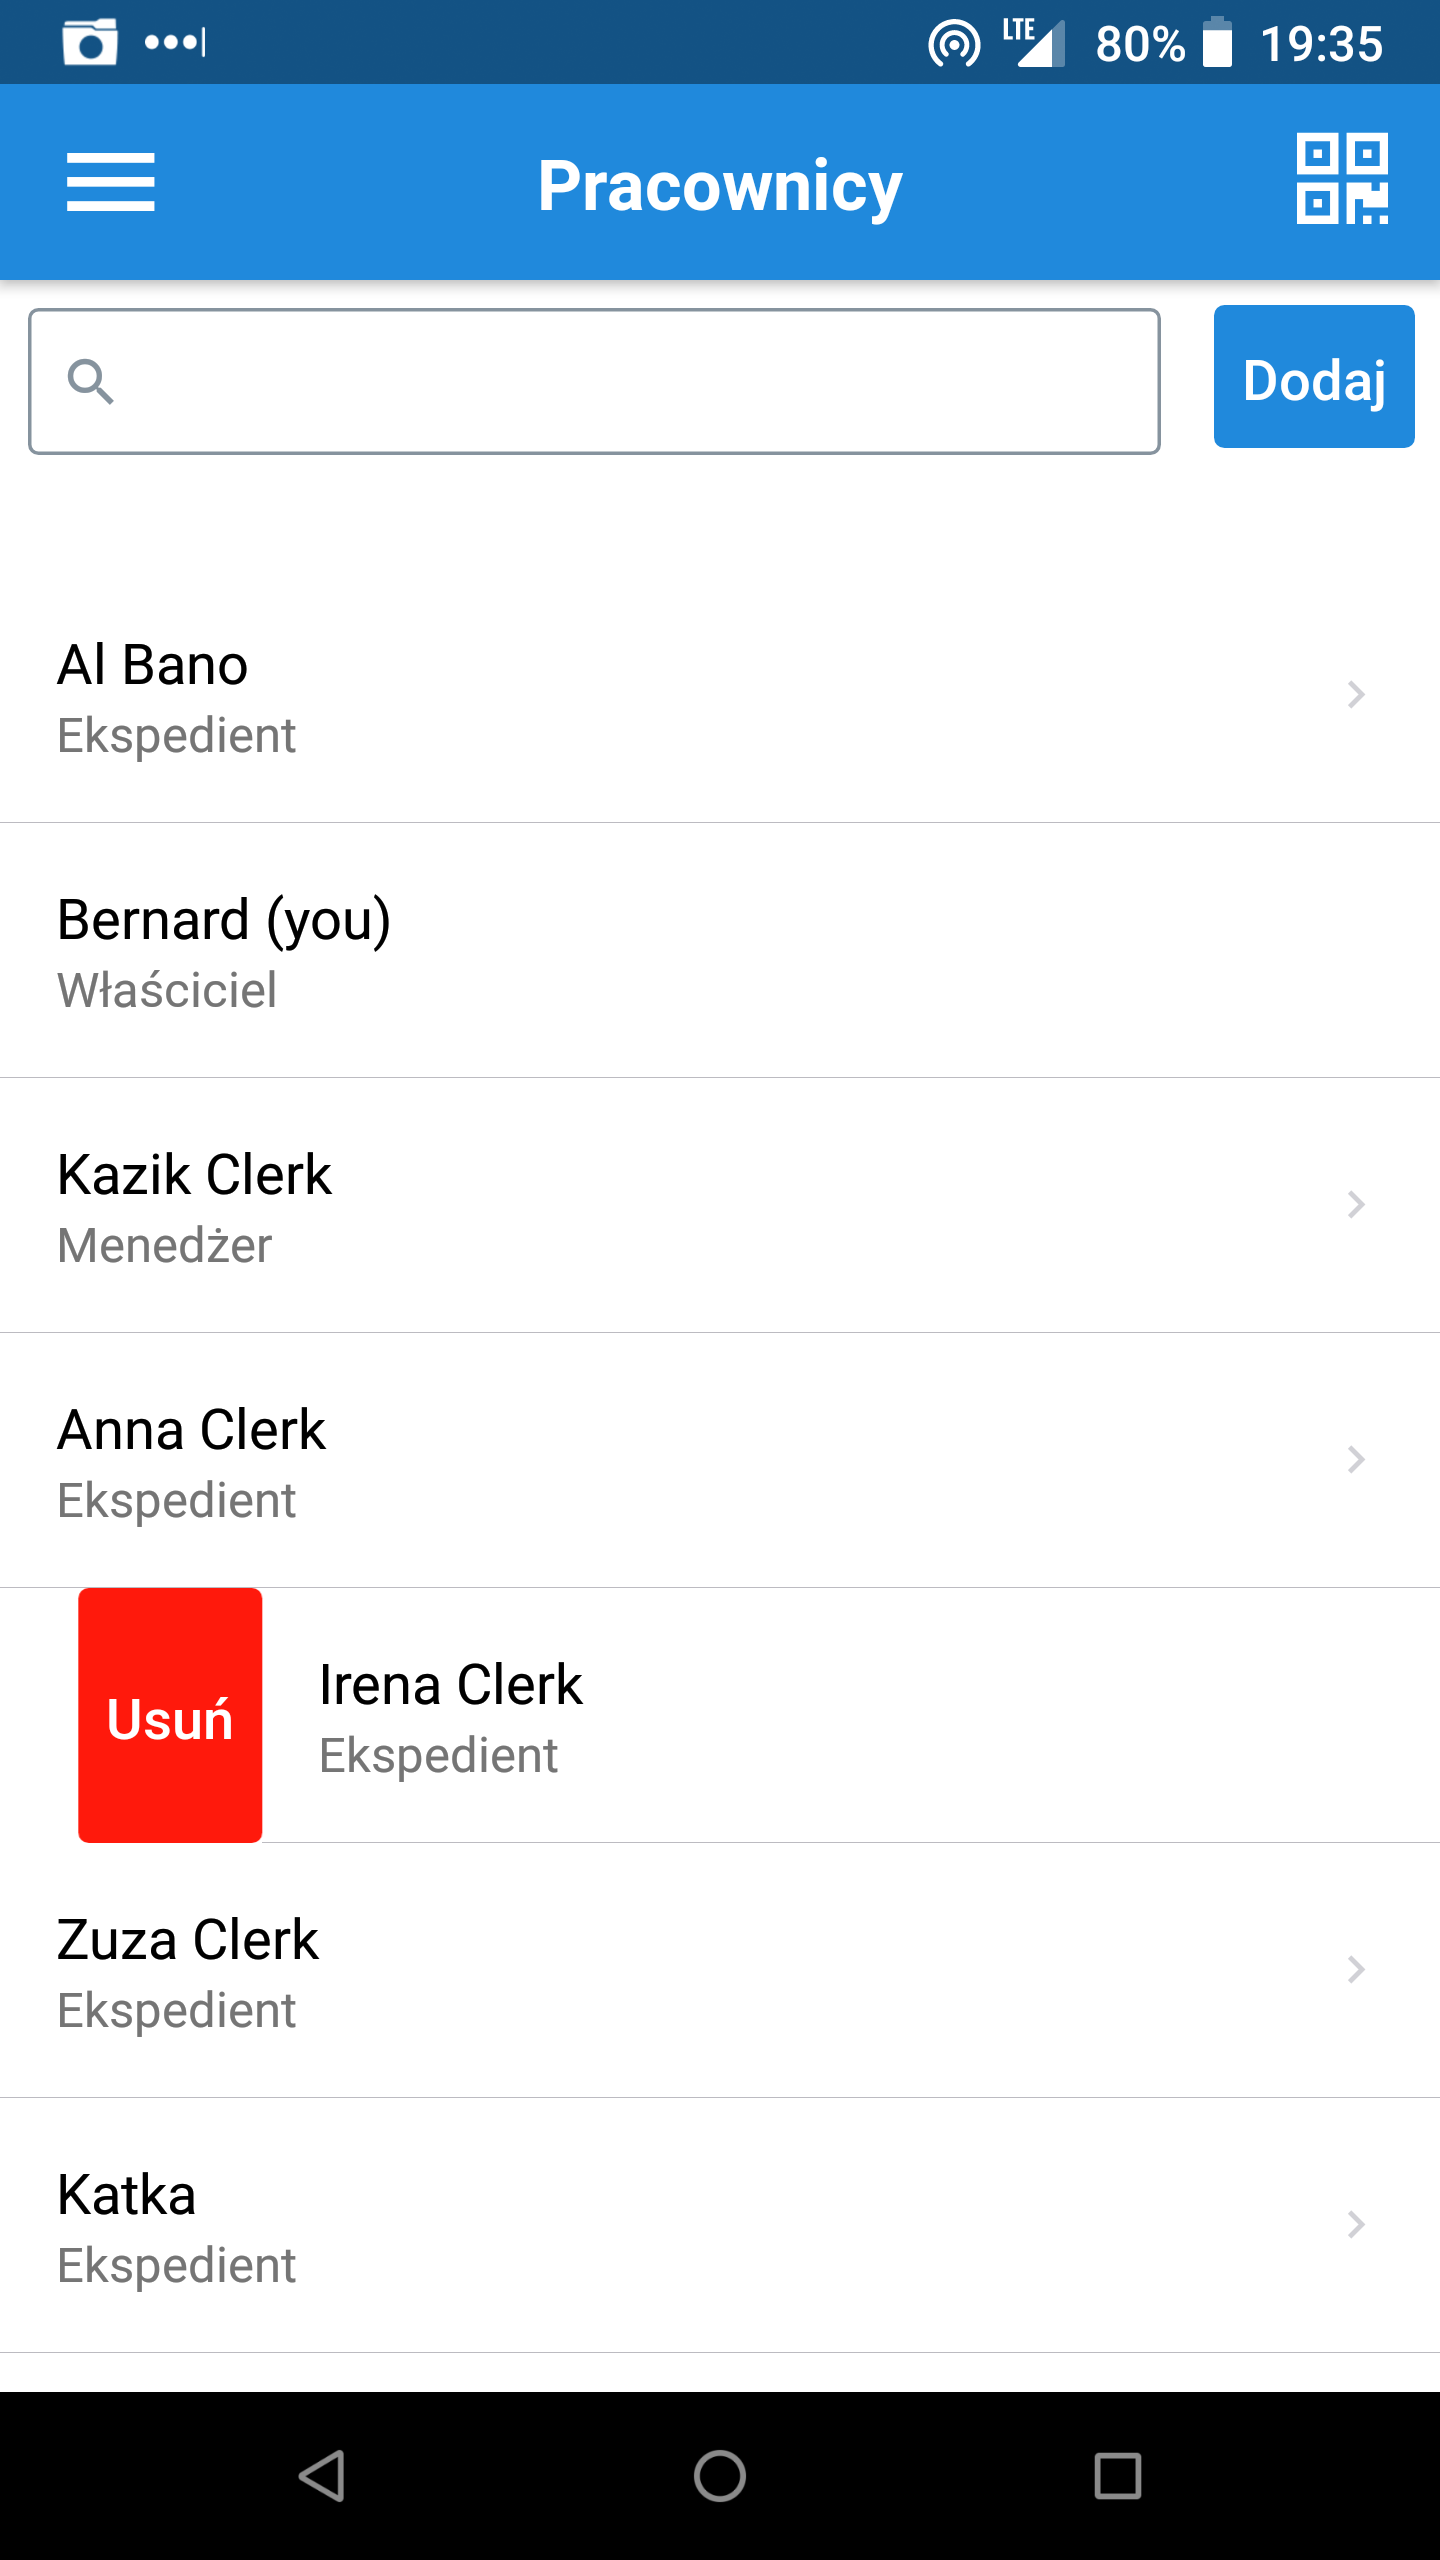 LTE 80% 19:35
Pracownicy
Dodaj
Al Bano
Ekspedient
Bernard (you)
Właściciel
Kazik Clerk
Menedżer
Anna Clerk
Ekspedient
Usuń
Irena Clerk
Ekspedient
Zuza Clerk
Ekspedient
Katka
Ekspedient